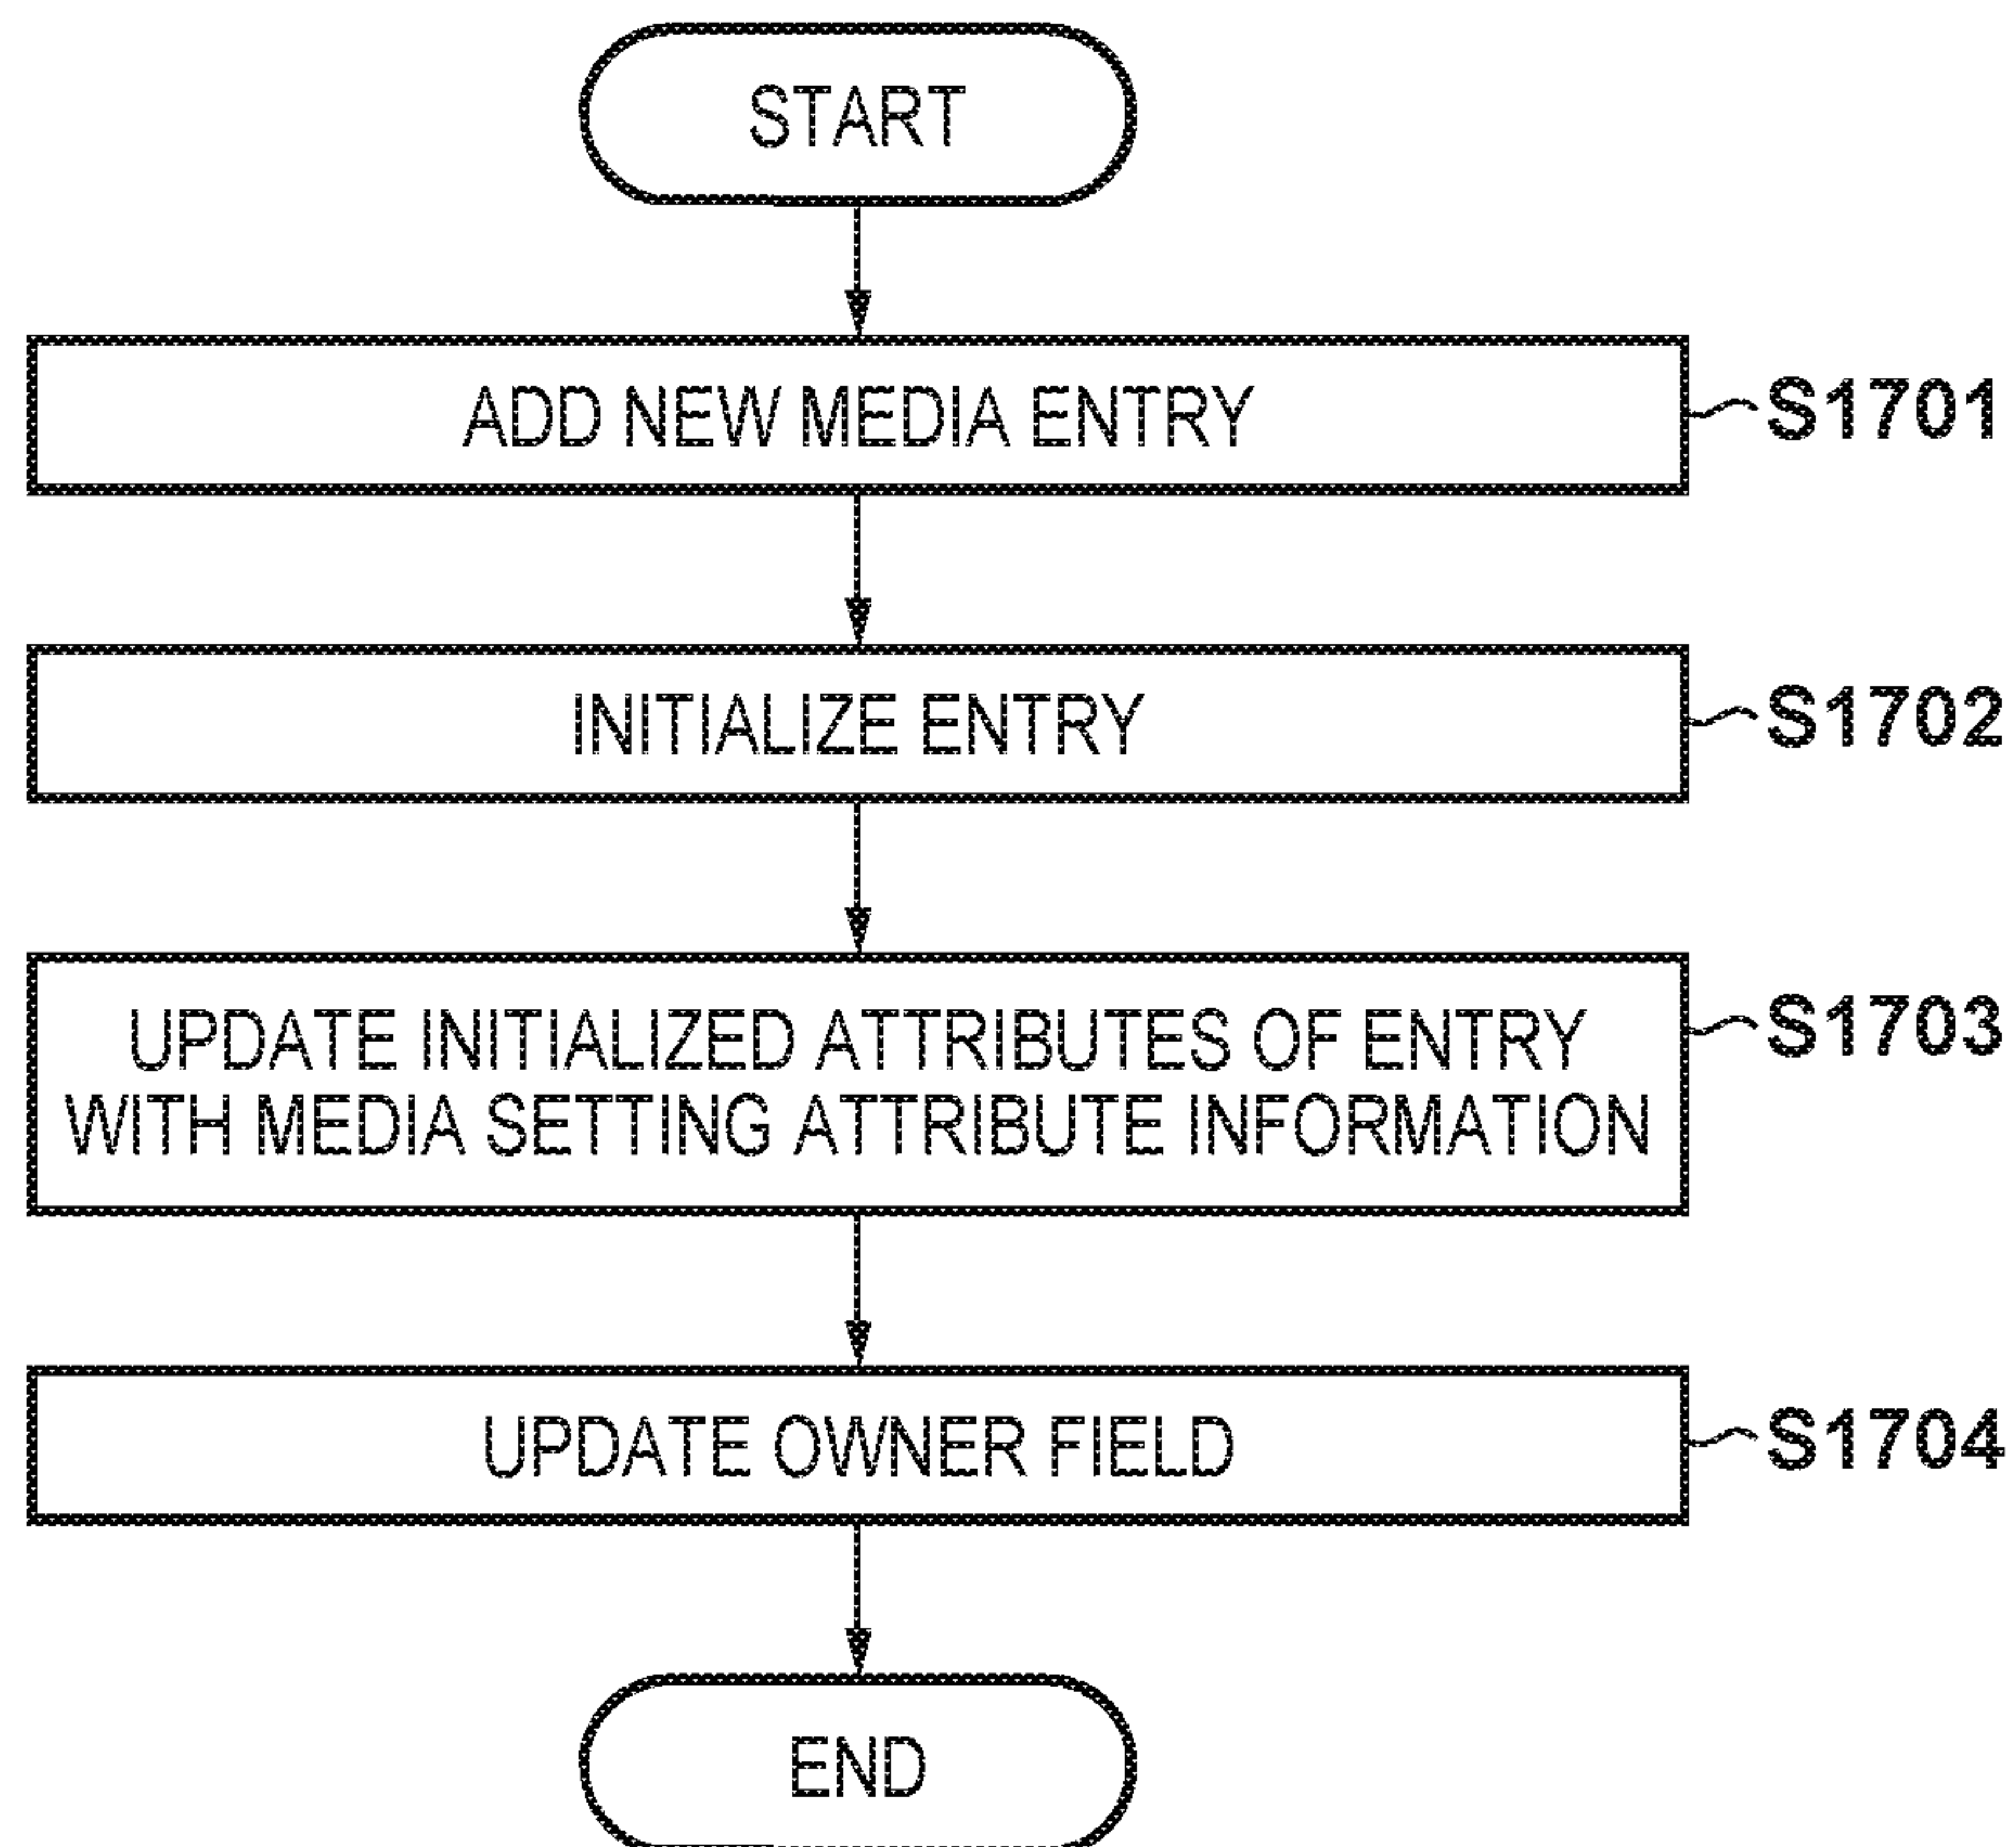 START
ADD NEW MEDIA ENTRY
S1701
INITIALIZE ENTRY
S1702
UPDATE INITIALIZED ATTRIBUTES OF ENTRY
WITH MEDIA SETTING ATTRIBUTE INFORMATION
S1703
UPDATE OWNER FIELD
S1704
END